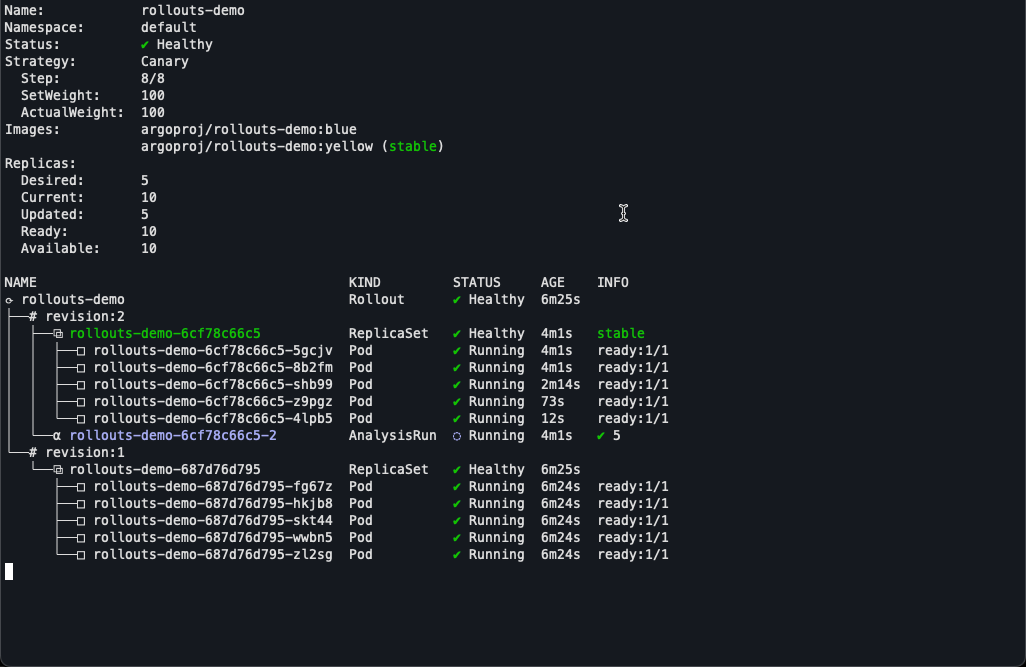 Name:            rollouts-demo
Namespace:       default
Status:          ✔ Healthy
Strategy:        Canary
  Step:          8/8
  SetWeight:     100
  ActualWeight:  100
Images:          argoproj/rollouts-demo:blue
                 argoproj/rollouts-demo:yellow (stable)
Replicas:
  Desired:       5
  Current:       10
  Updated:       5
  Ready:         10
  Available:     10
NAME                                       KIND         STATUS     AGE    INFO
⟳ rollouts-demo                            Rollout      ✔ Healthy  6m25s
├──# revision:2
│  ├──⧉ rollouts-demo-6cf78c66c5           ReplicaSet   ✔ Healthy  4m1s   stable
│  │  ├──□ rollouts-demo-6cf78c66c5-5gcjv  Pod          ✔ Running  4m1s   ready:1/1
│  │  ├──□ rollouts-demo-6cf78c66c5-8b2fm  Pod          ✔ Running  4m1s   ready:1/1
│  │  ├──□ rollouts-demo-6cf78c66c5-shb99  Pod          ✔ Running  2m14s  ready:1/1
│  │  ├──□ rollouts-demo-6cf78c66c5-z9pgz  Pod          ✔ Running  73s    ready:1/1
│  │  └──□ rollouts-demo-6cf78c66c5-4lpb5  Pod          ✔ Running  12s    ready:1/1
│  └──α rollouts-demo-6cf78c66c5-2         AnalysisRun  ◌ Running  4m1s   ✔ 5
└──# revision:1
   └──⧉ rollouts-demo-687d76d795           ReplicaSet   ✔ Healthy  6m25s
      ├──□ rollouts-demo-687d76d795-fg67z  Pod          ✔ Running  6m24s  ready:1/1
      ├──□ rollouts-demo-687d76d795-hkjb8  Pod          ✔ Running  6m24s  ready:1/1
      ├──□ rollouts-demo-687d76d795-skt44  Pod          ✔ Running  6m24s  ready:1/1
      ├──□ rollouts-demo-687d76d795-wwbn5  Pod          ✔ Running  6m24s  ready:1/1
      └──□ rollouts-demo-687d76d795-zl2sg  Pod          ✔ Running  6m24s  ready:1/1